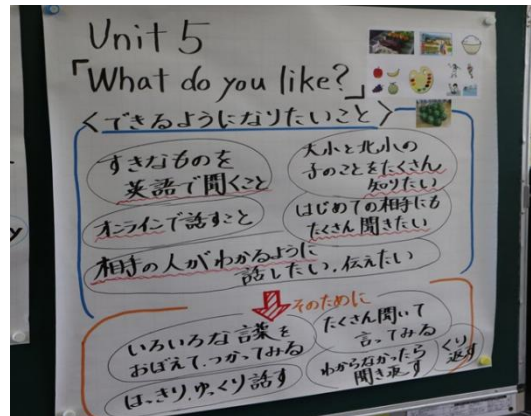 Unit 5
「What do you like?」
<できるようになりたいこと>
すきなものを
英語で聞くこと
大小と北小の
子のことをたくさん
知りたい
オンラインで話すこと
はじめての相手にも
たくさん聞きたい
相手の人がわかるように
話したい、伝えたい
そのために
いろいろな言葉を
おぼえて、つかってみる
たくさん聞いて
言ってみる
はっきり、ゆっくり話す
わからなかったら
聞き返す
くり
返す